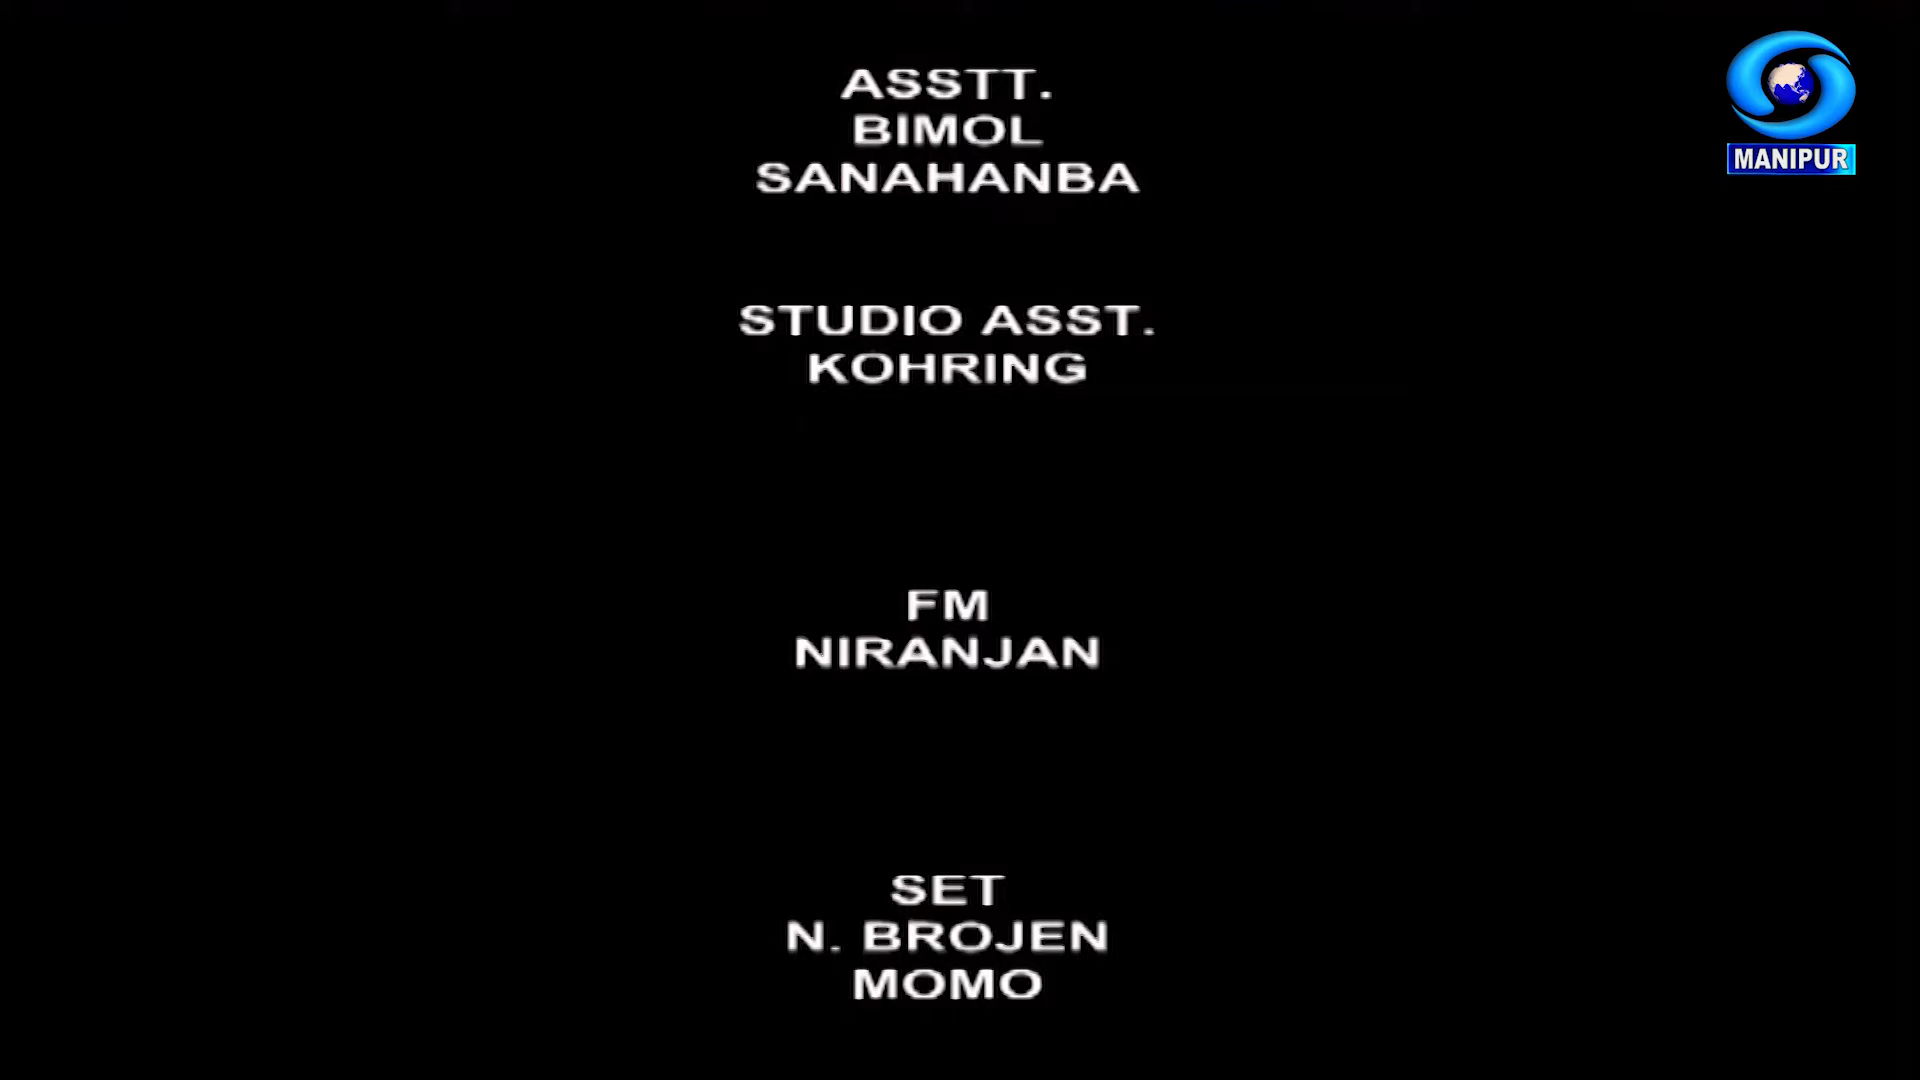 ASSTT.
BIMOL
SANAHANBA
STUDIO ASST.
KOHRING
FM
NIRANJAN
SET
N. BROJEN
MOMO
MANIPUR